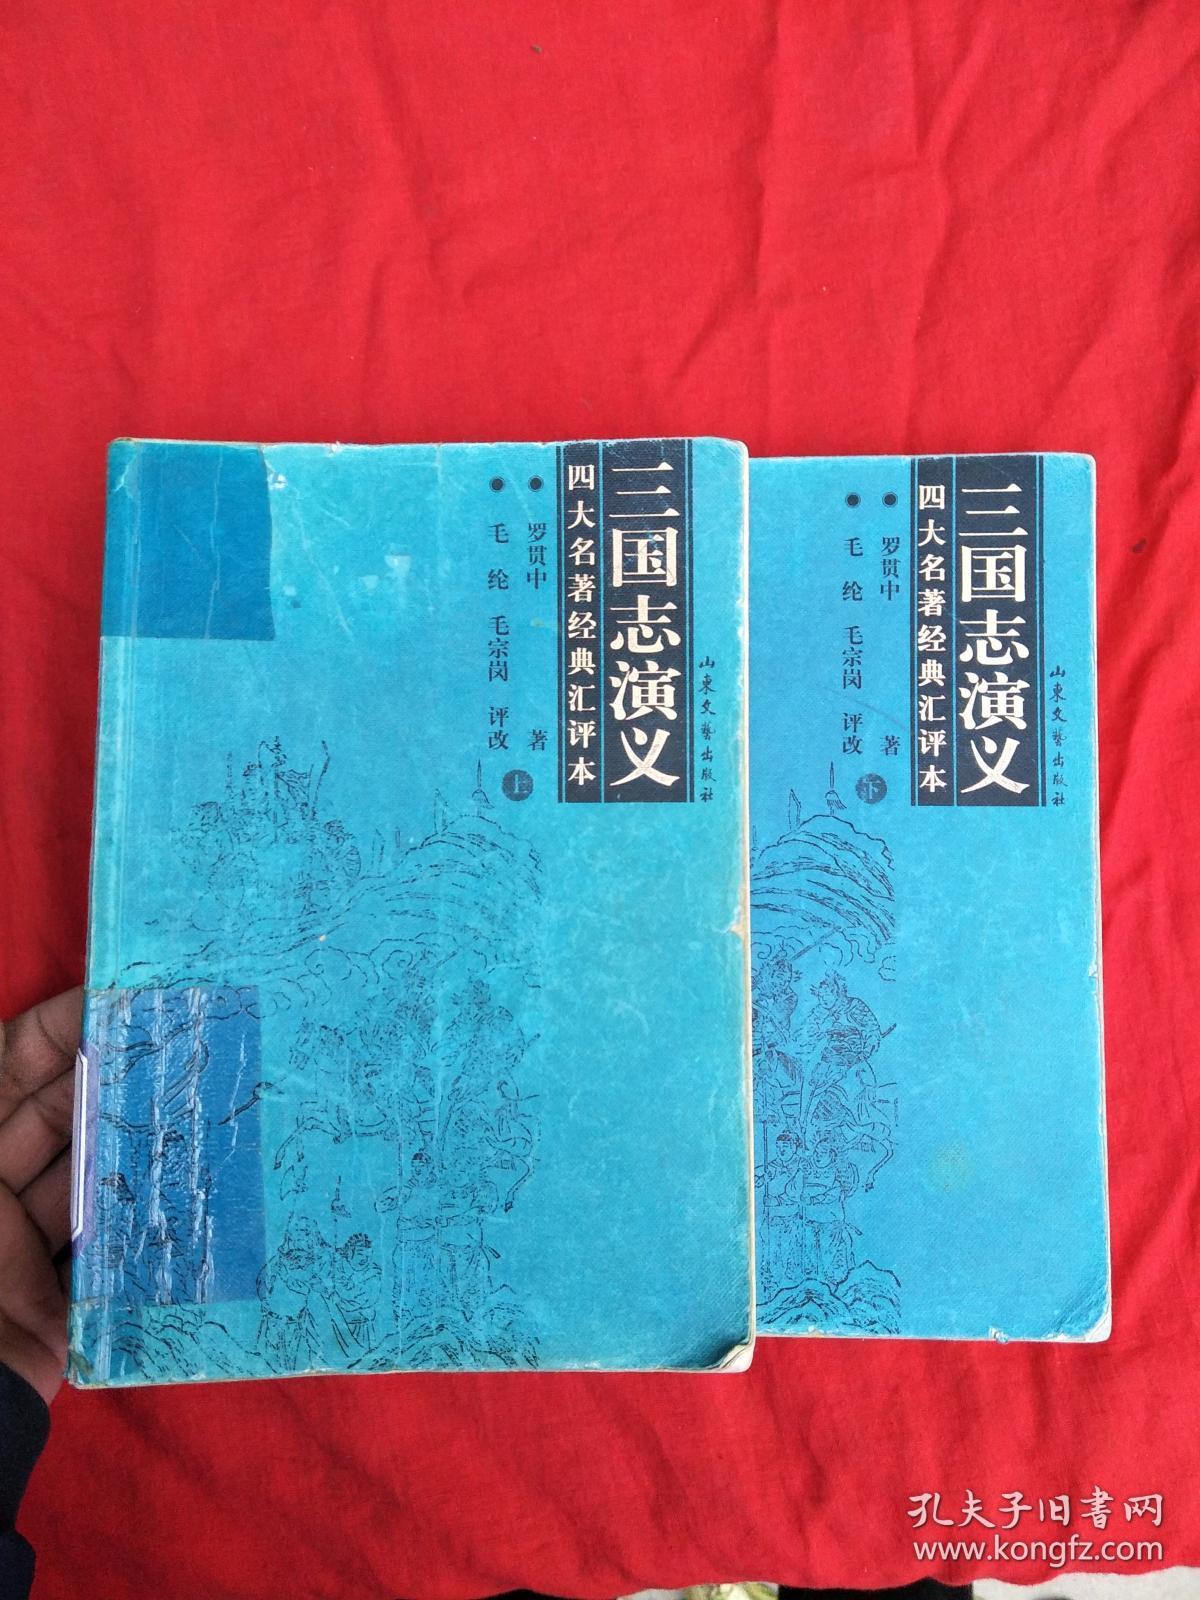 三国志演义
四大名著经典汇评本
罗贯中 著
毛纶 毛宗岗 评改
上
山東文藝出版社
三国志演义
四大名著经典汇评本
罗贯中 著
毛纶 毛宗岗 评改
下
山東文藝出版社
孔夫子旧书网
www.kongfz.com